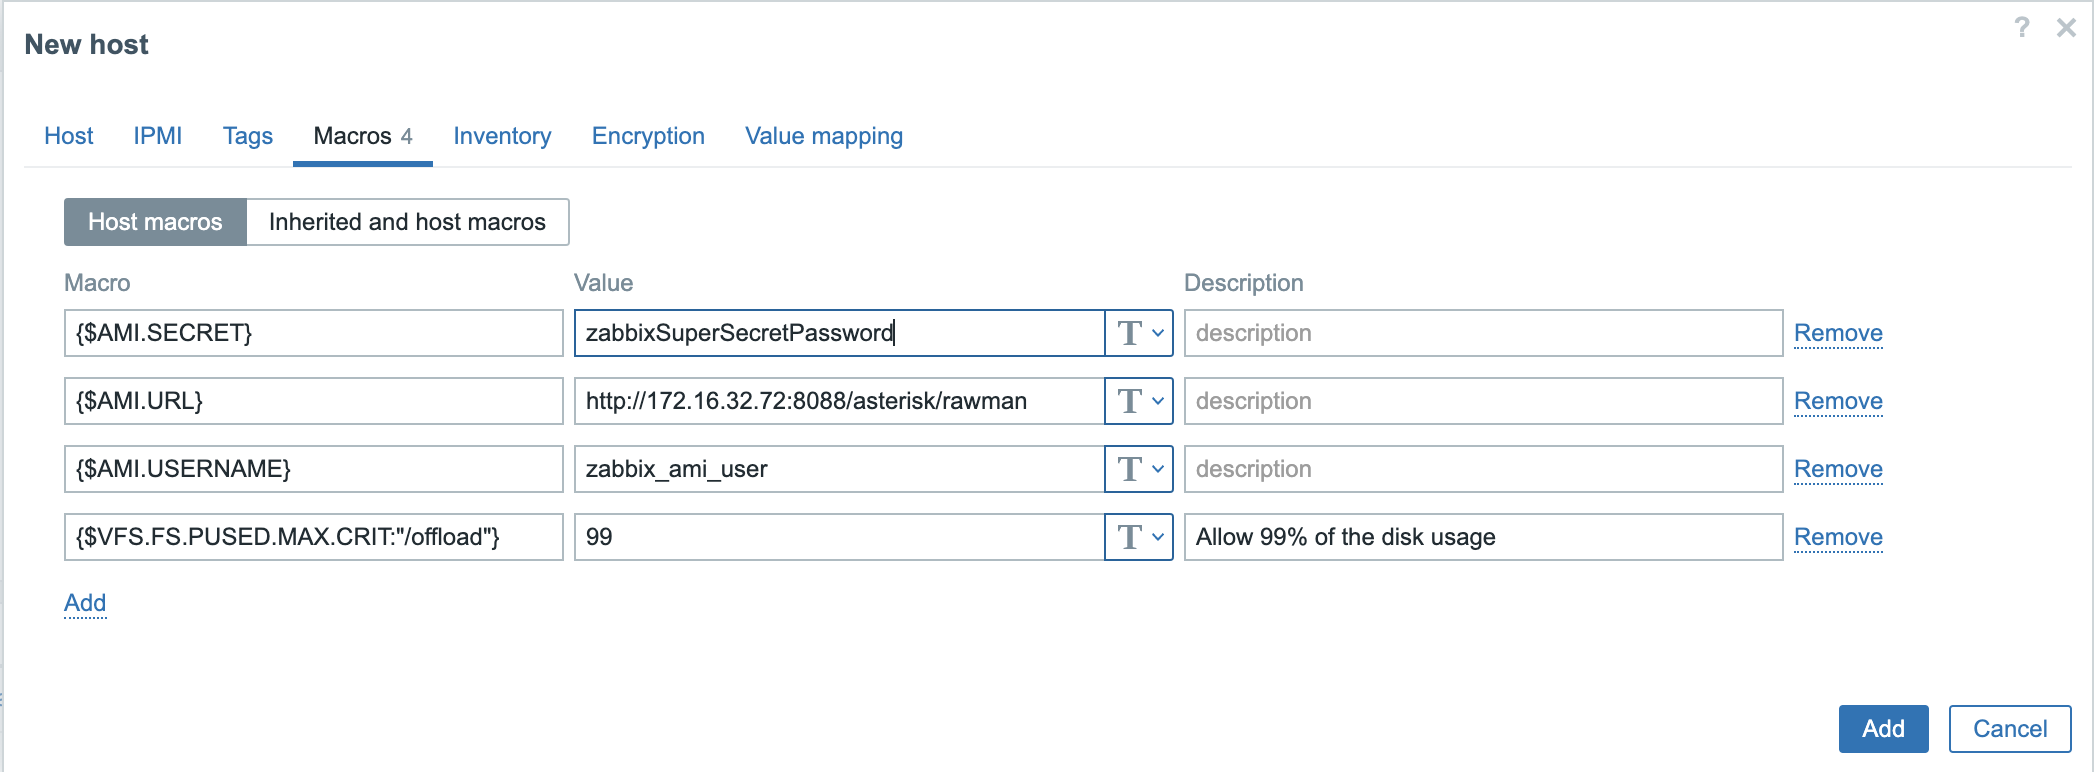 New host
? ×
Host IPMI Tags Macros 4 Inventory Encryption Value mapping
Host macros Inherited and host macros
Macro Value Description
{$AMI.SECRET} zabbixSuperSecretPassword T description Remove
{$AMI.URL} http://172.16.32.72:8088/asterisk/rawman T description Remove
{$AMI.USERNAME} zabbix_ami_user T description Remove
{$VFS.FS.PUSED.MAX.CRIT:"/offload"} 99 T Allow 99% of the disk usage Remove
Add
Add Cancel